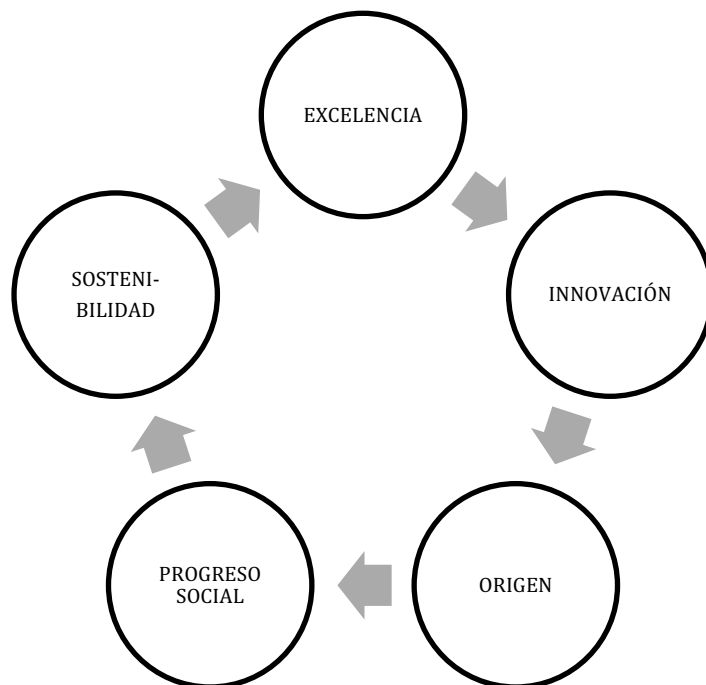 EXCELENCIA
INNOVACIÓN
ORIGEN
PROGRESO
SOCIAL
SOSTENI-
BILIDAD